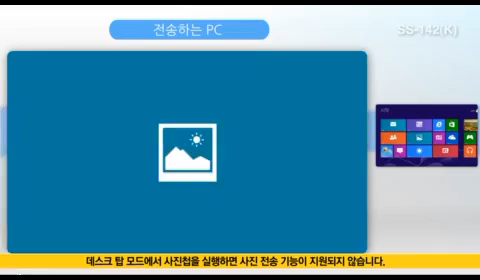 전송하는 PC
SS-142(K)
데스크 탑 모드에서 사진첩을 실행하면 사진 전송 기능이 지원되지 않습니다.